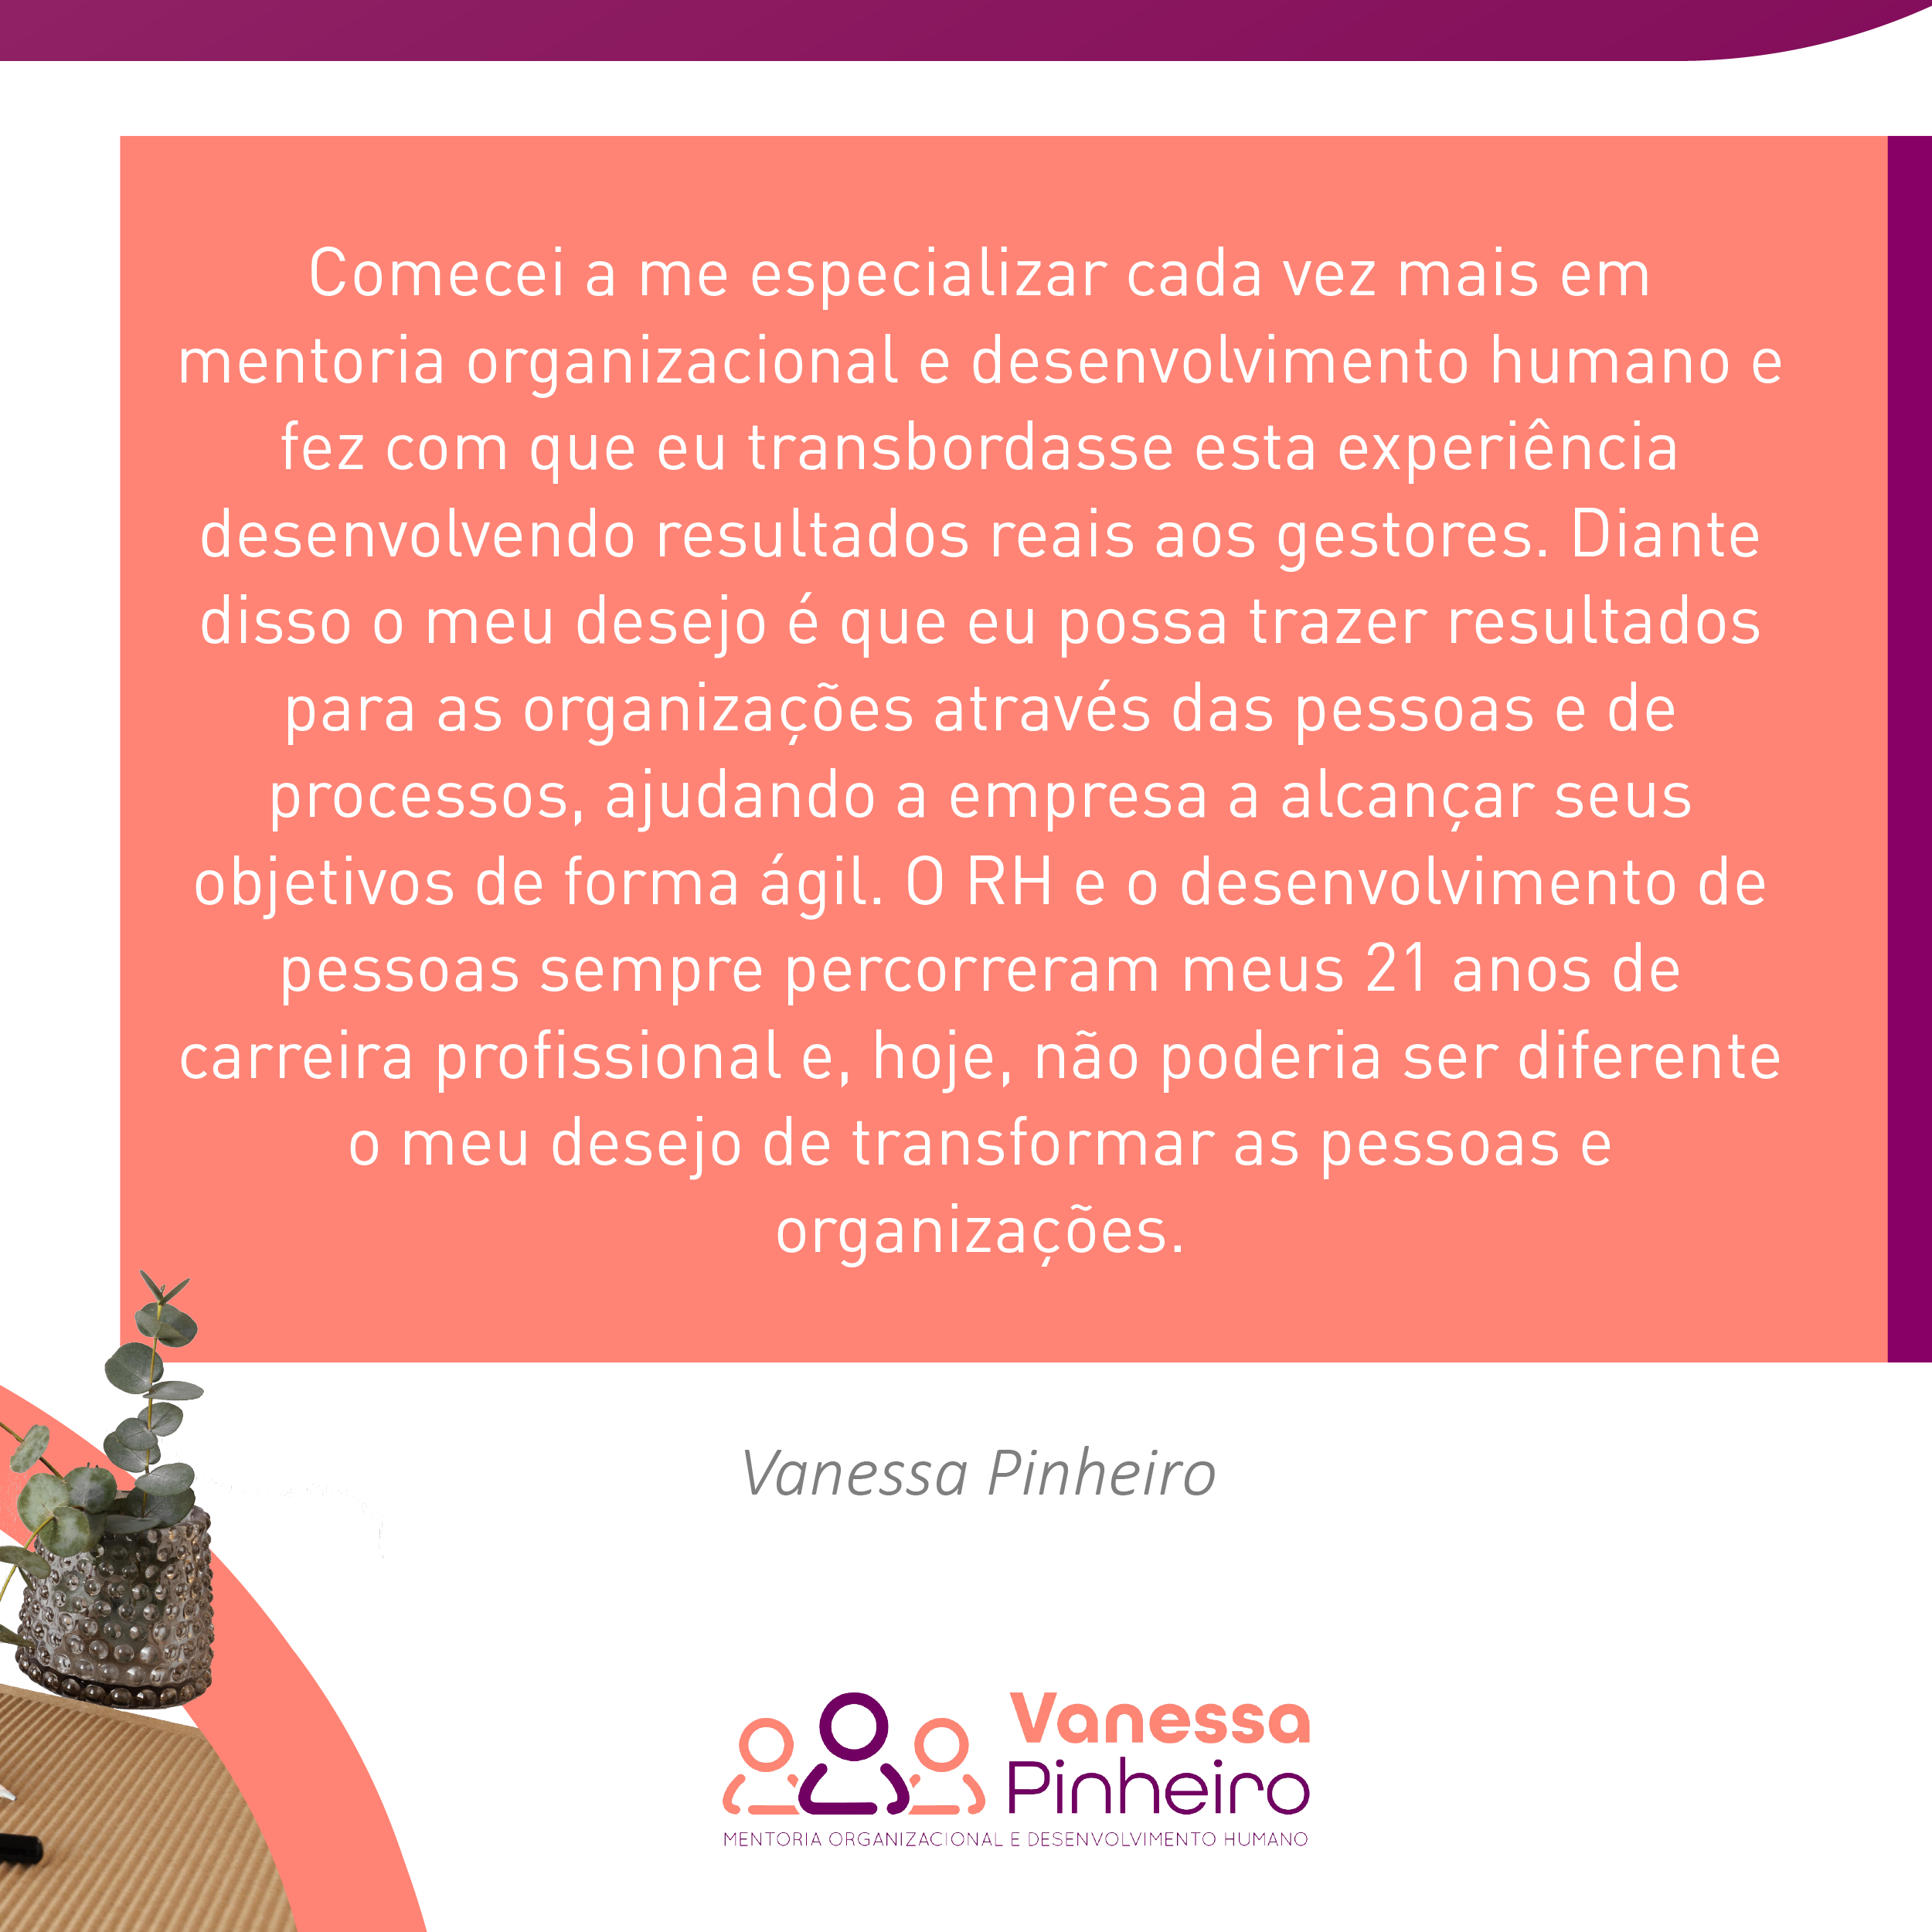 Comecei a me especializar cada vez mais em
mentoria organizacional e desenvolvimento humano e
fez com que eu transbordasse esta experiência
desenvolvendo resultados reais aos gestores. Diante
disso o meu desejo é que eu possa trazer resultados
para as organizações através das pessoas e de
processos, ajudando a empresa a alcançar seus
objetivos de forma ágil. O RH e o desenvolvimento de
pessoas sempre percorreram meus 21 anos de
carreira profissional e, hoje, não poderia ser diferente
o meu desejo de transformar as pessoas e
organizações.
Vanessa Pinheiro
Vanessa
Pinheiro
MENTORIA ORGANIZACIONAL E DESENVOLVIMENTO HUMANO